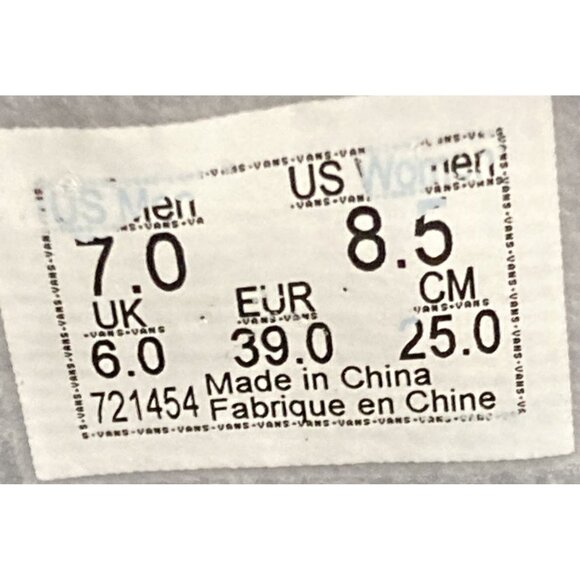 US Men US Women
7.0 8.5
UK EUR CM
6.0 39.0 25.0
721454 Made in China
Fabrique en Chine